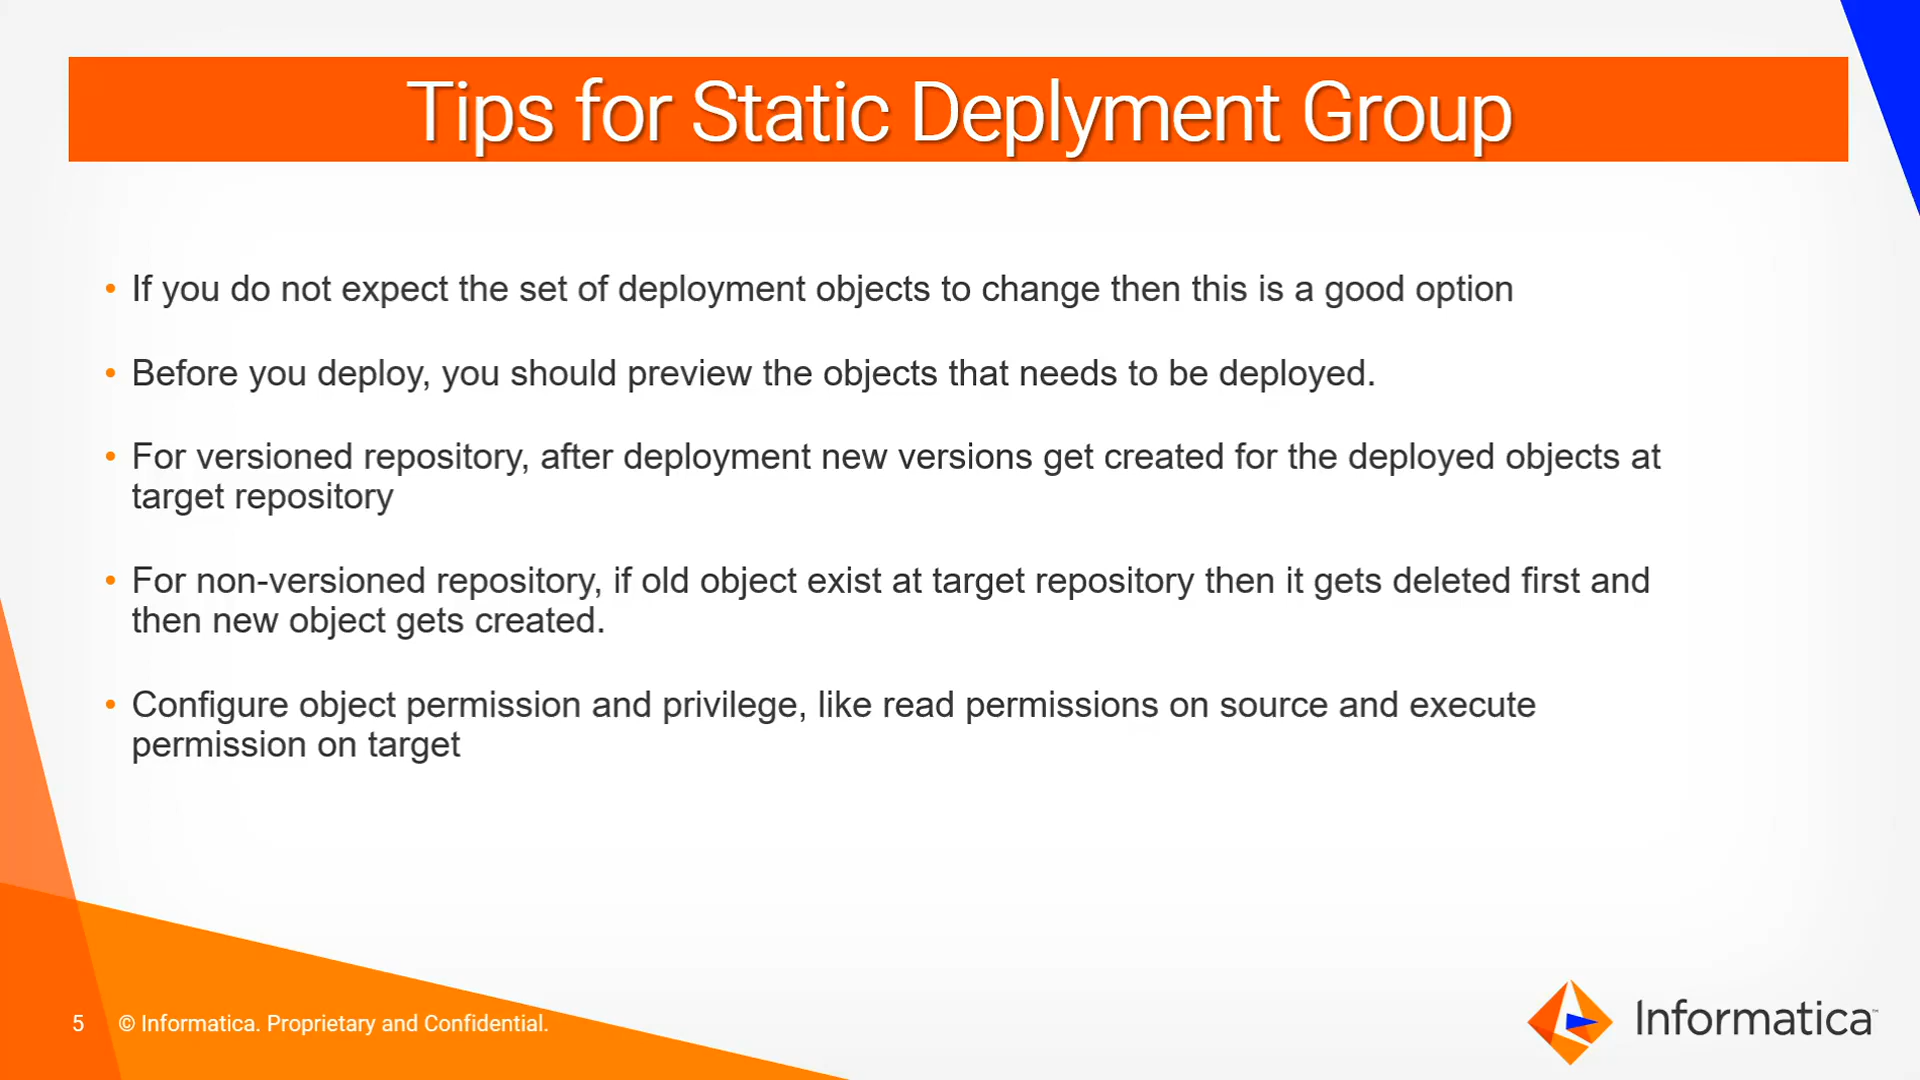 Tips for Static Deplyment Group
• If you do not expect the set of deployment objects to change then this is a good option
• Before you deploy, you should preview the objects that needs to be deployed.
• For versioned repository, after deployment new versions get created for the deployed objects at
target repository
• For non-versioned repository, if old object exist at target repository then it gets deleted first and
then new object gets created.
• Configure object permission and privilege, like read permissions on source and execute
permission on target
5 © Informatica. Proprietary and Confidential.
Informatica™